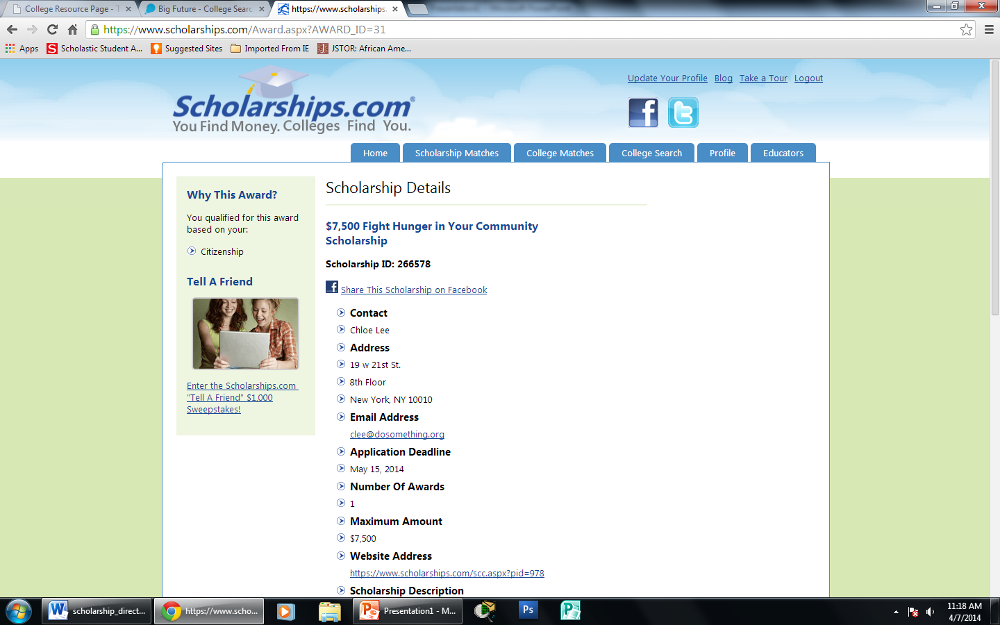 College Resource Page - T
Big Future - College Searc
https://www.scholarships.
https://www.scholarships.com/Award.aspx?AWARD_ID=31
Apps
Scholastic Student A...
Suggested Sites
Imported From IE
JSTOR: African Ame...
Update Your Profile Blog Take a Tour Logout
Scholarships.com®
You Find Money. Colleges Find You.
Home Scholarship Matches College Matches College Search Profile Educators
Why This Award?
You qualified for this award
based on your:
Citizenship
Tell A Friend
Enter the Scholarships.com
"Tell A Friend" $1,000
Sweepstakes!
Scholarship Details
$7,500 Fight Hunger in Your Community
Scholarship
Scholarship ID: 266578
Share This Scholarship on Facebook
Contact
Chloe Lee
Address
19 w 21st St.
8th Floor
New York, NY 10010
Email Address
clee@dosomething.org
Application Deadline
May 15, 2014
Number Of Awards
1
Maximum Amount
$7,500
Website Address
https://www.scholarships.com/scc.aspx?pid=978
Scholarship Description
scholarship_direct...
https://www.scho...
Presentation1 - M...
Ps
11:18 AM
4/7/2014